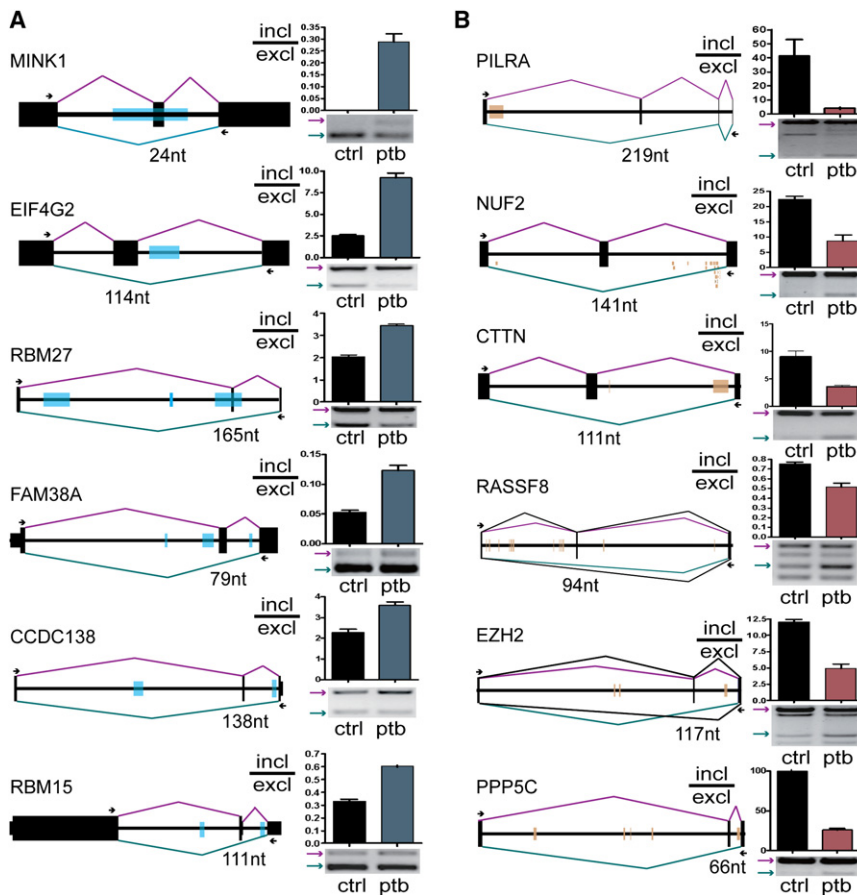 A
MINK1
incl
excl
0.35
0.30
0.25
0.20
0.15
0.10
0.05
0.00
24nt
ctrl ptb
EIF4G2
incl
excl
10.0
7.5
5.0
2.5
0.0
114nt
ctrl ptb
RBM27
incl
excl
4
3
2
1
0
165nt
ctrl ptb
FAM38A
incl
excl
0.15
0.10
0.05
0.00
79nt
ctrl ptb
CCDC138
incl
excl
4
3
2
1
0
138nt
ctrl ptb
RBM15
incl
excl
0.7
0.6
0.5
0.4
0.3
0.2
0.1
0.0
111nt
ctrl ptb
B
PILRA
incl
excl
60
50
40
30
20
10
0
219nt
ctrl ptb
NUF2
incl
excl
25
20
15
10
5
0
141nt
ctrl ptb
CTTN
incl
excl
15
10
5
0
111nt
ctrl ptb
RASSF8
incl
excl
0.8
0.7
0.6
0.5
0.4
0.3
0.2
0.1
0.0
94nt
ctrl ptb
EZH2
incl
excl
12.5
10.0
7.5
5.0
2.5
0.0
117nt
ctrl ptb
PPP5C
incl
excl
100
50
0
66nt
ctrl ptb